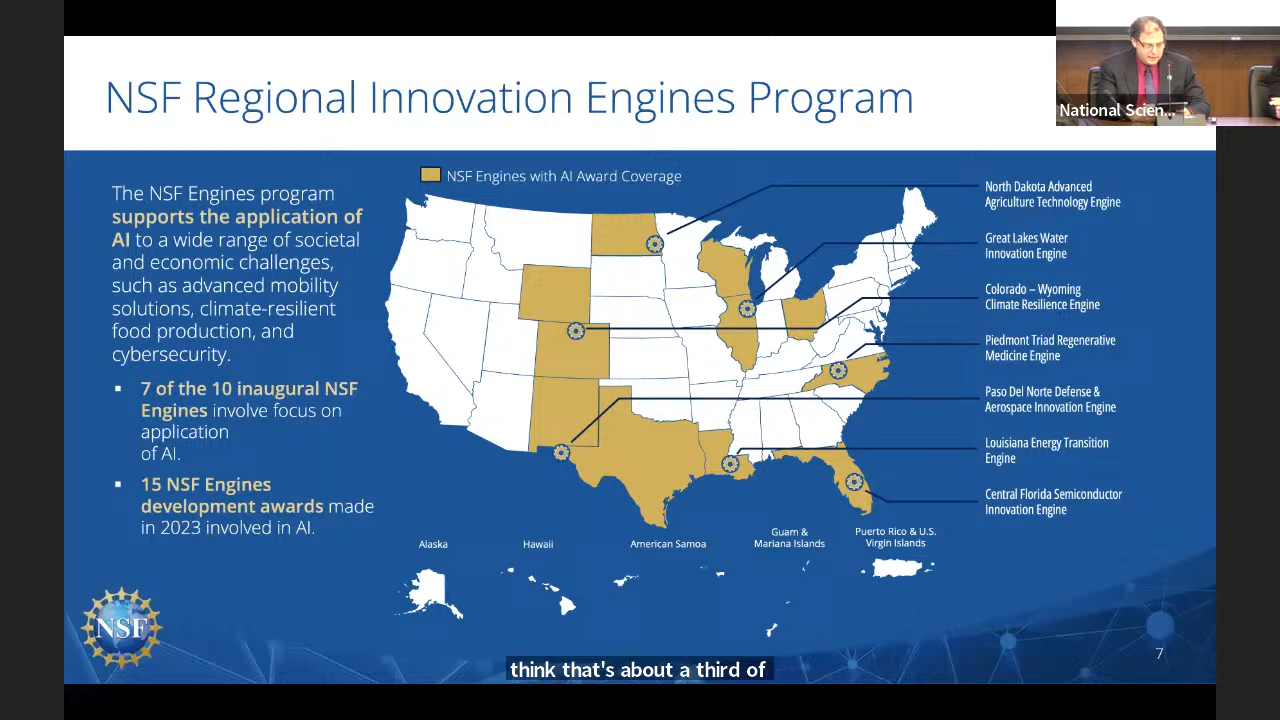 NSF Regional Innovation Engines Program
National Scien...
The NSF Engines program
supports the application of
AI to a wide range of societal
and economic challenges,
such as advanced mobility
solutions, climate-resilient
food production, and
cybersecurity.
▪ 7 of the 10 inaugural NSF
Engines involve focus on
application
of AI.
▪ 15 NSF Engines
development awards made
in 2023 involved in AI.
NSF Engines with AI Award Coverage
North Dakota Advanced
Agriculture Technology Engine
Great Lakes Water
Innovation Engine
Colorado – Wyoming
Climate Resilience Engine
Piedmont Triad Regenerative
Medicine Engine
Paso Del Norte Defense &
Aerospace Innovation Engine
Louisiana Energy Transition
Engine
Central Florida Semiconductor
Innovation Engine
Alaska
Hawaii
American Samoa
Guam &
Mariana Islands
Puerto Rico & U.S.
Virgin Islands
NSF
7
think that's about a third of